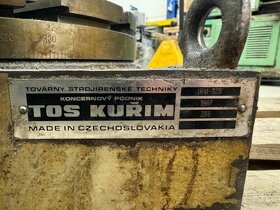 TOVÁRNY STROJÍRENSKÉ TECHNIKY
KONCERNOVÝ PODNIK
TOS KUŘIM
MADE IN CZECHOSLOVAKIA
1987